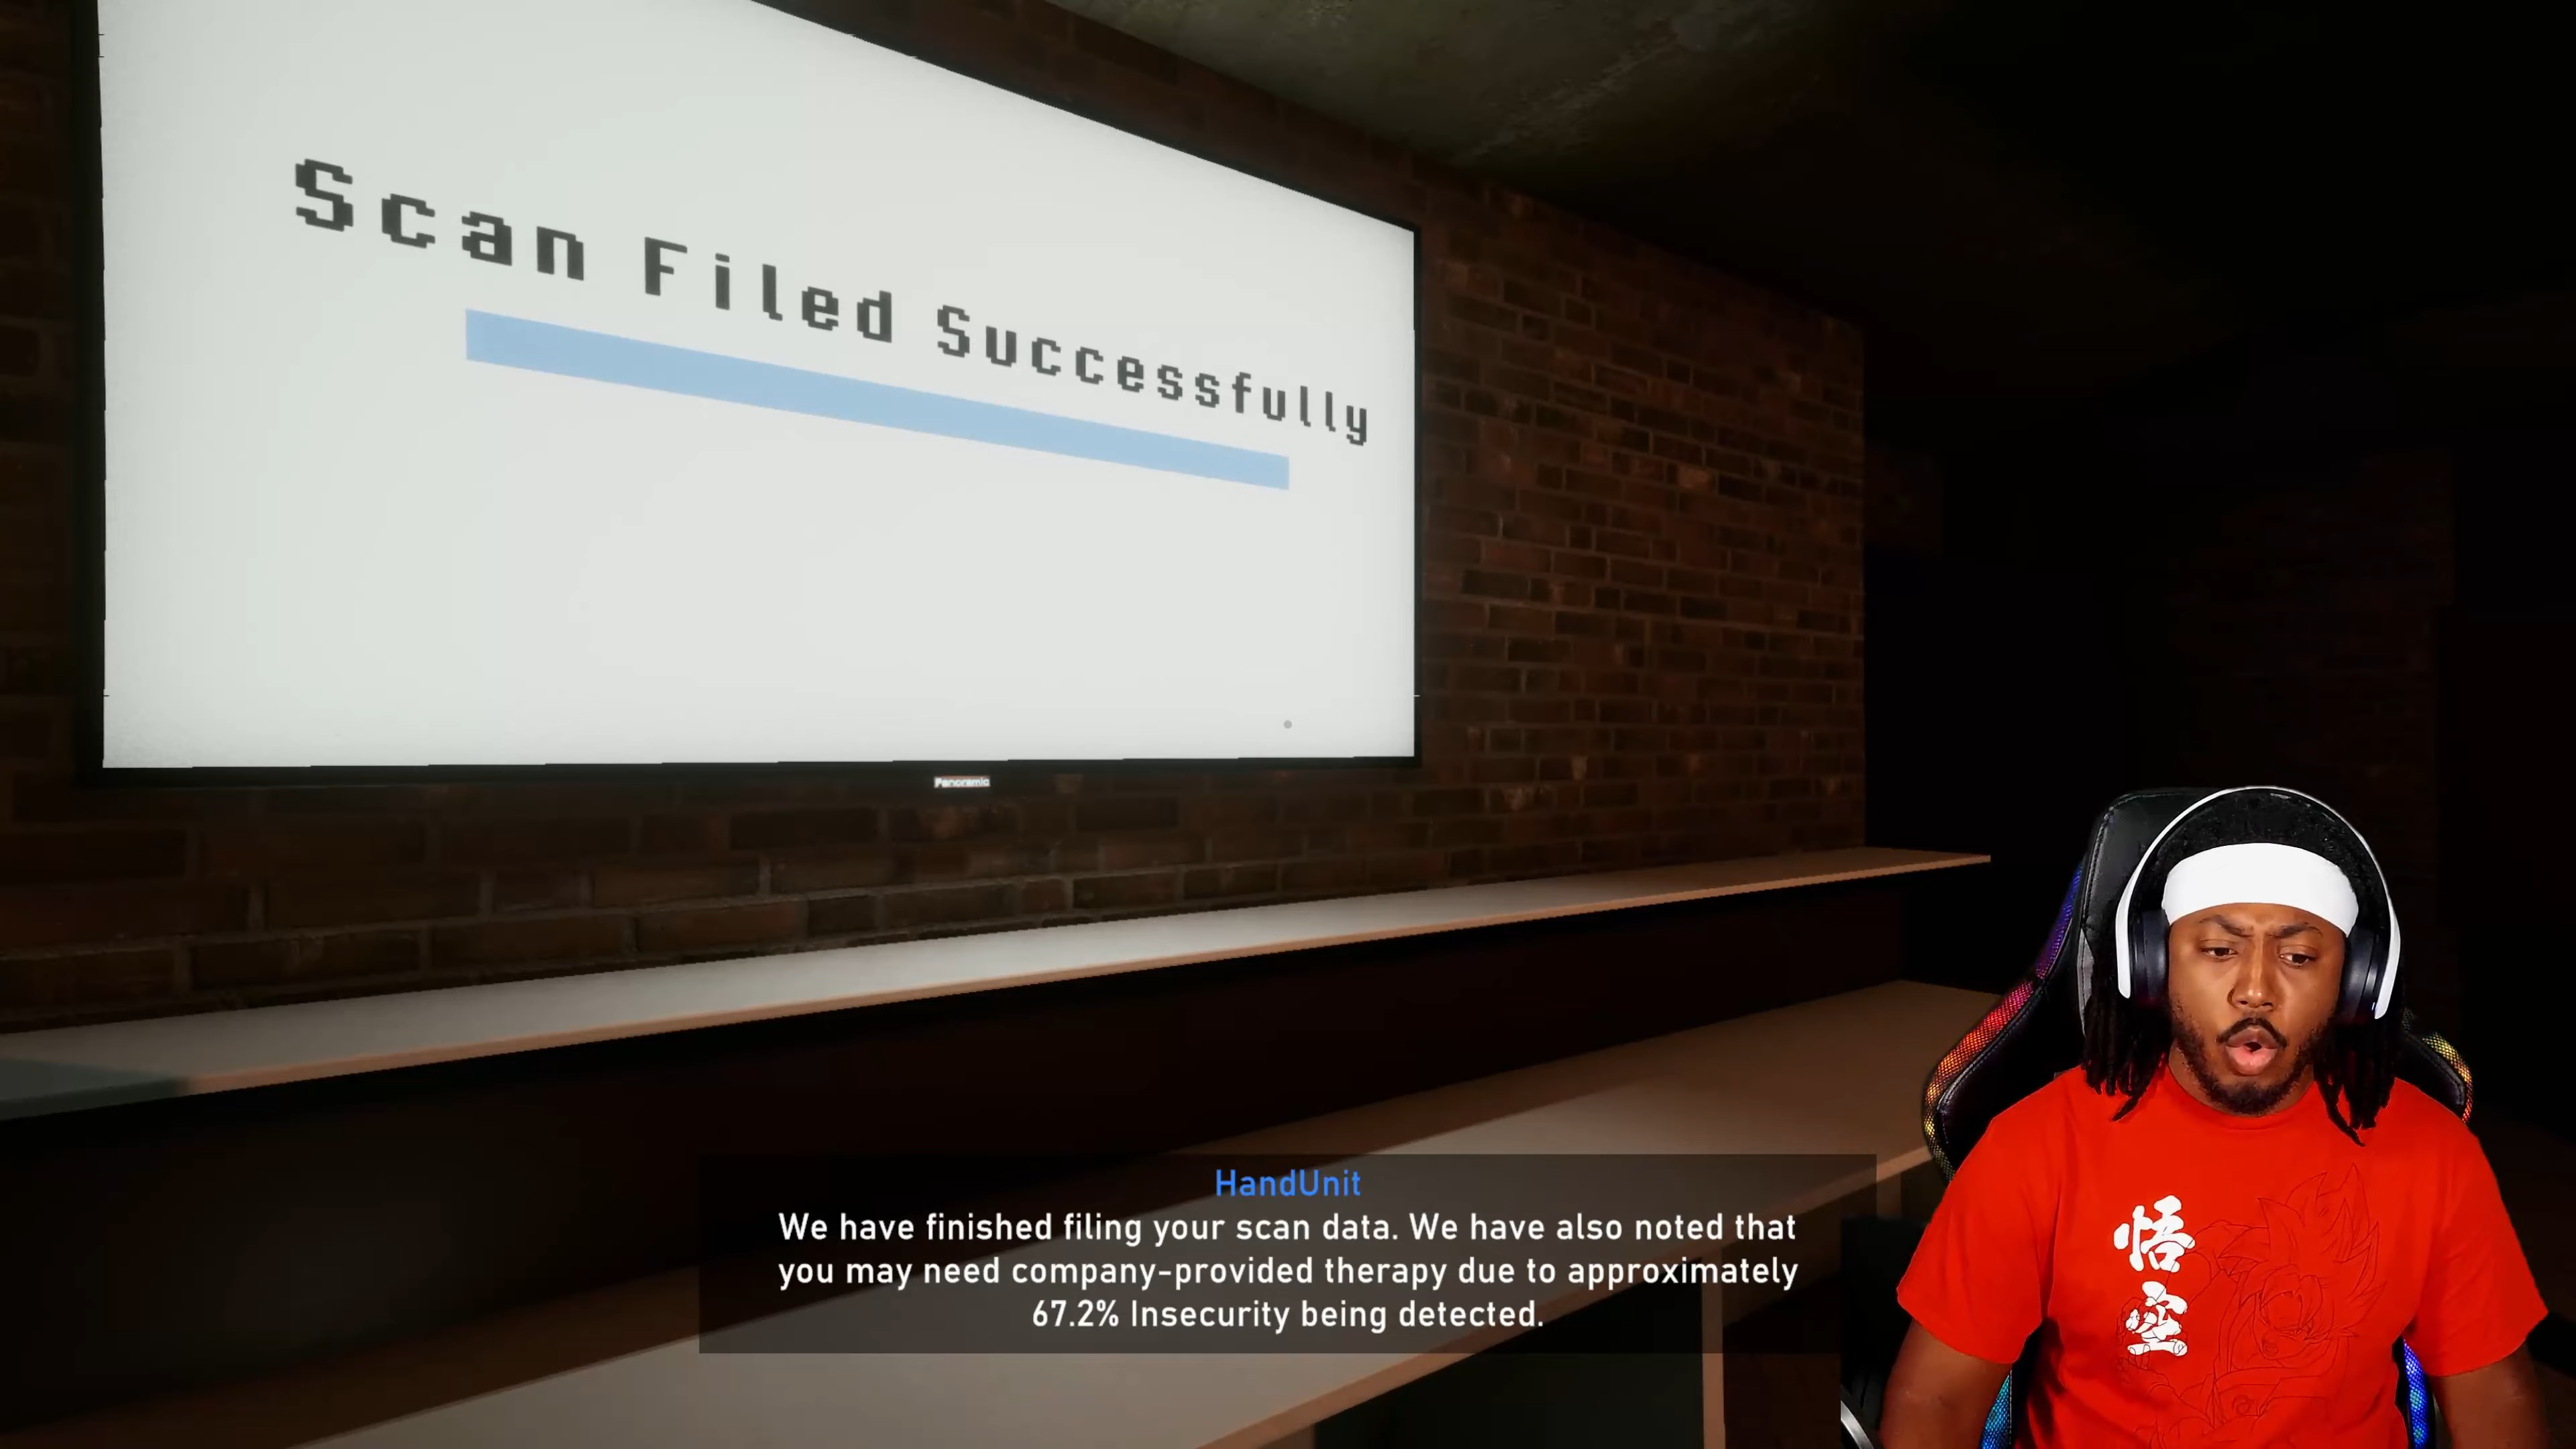 Scan Filed Successfully
Panoramic
HandUnit
We have finished filing your scan data. We have also noted that
you may need company-provided therapy due to approximately
67.2% Insecurity being detected.
悟
空